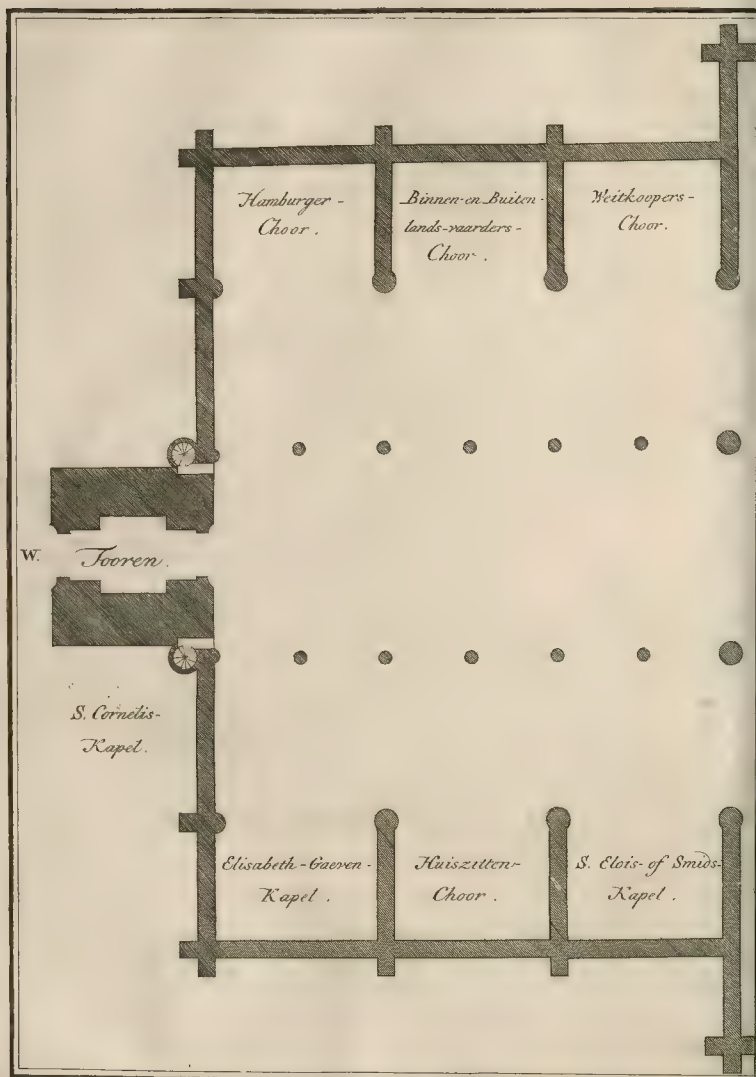 Hamburger-
Choor.
Binnen-en Buiten-
lands-vaarders-
Choor.
Weitkoopers-
Choor.
W. Tooren.
S. Cornelis-
Kapel.
Elisabeth-Gaeven-
Kapel.
Huiszitten-
Choor.
S. Elois- of Smids-
Kapel.